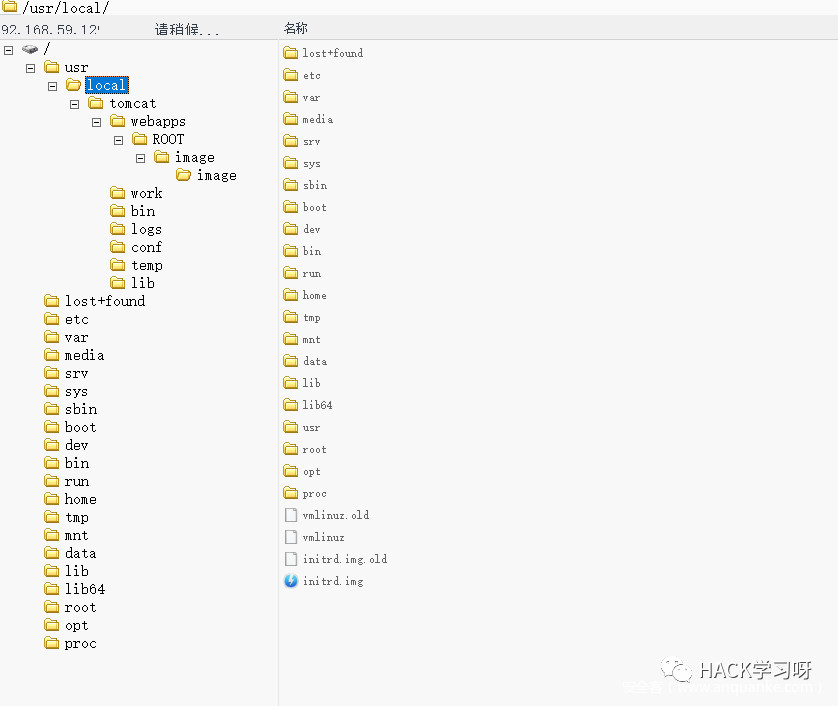 /usr/local/
92.168.59.12
请稍候...
名称
/
usr
local
tomcat
webapps
ROOT
image
image
work
bin
logs
conf
temp
lib
lost+found
etc
var
media
srv
sys
sbin
boot
dev
bin
run
home
tmp
mnt
data
lib
lib64
root
opt
proc
lost+found
etc
var
media
srv
sys
sbin
boot
dev
bin
run
home
tmp
mnt
data
lib
lib64
usr
root
opt
proc
vmlinuz.old
vmlinuz
initrd.img.old
initrd.img
HACK学习呀